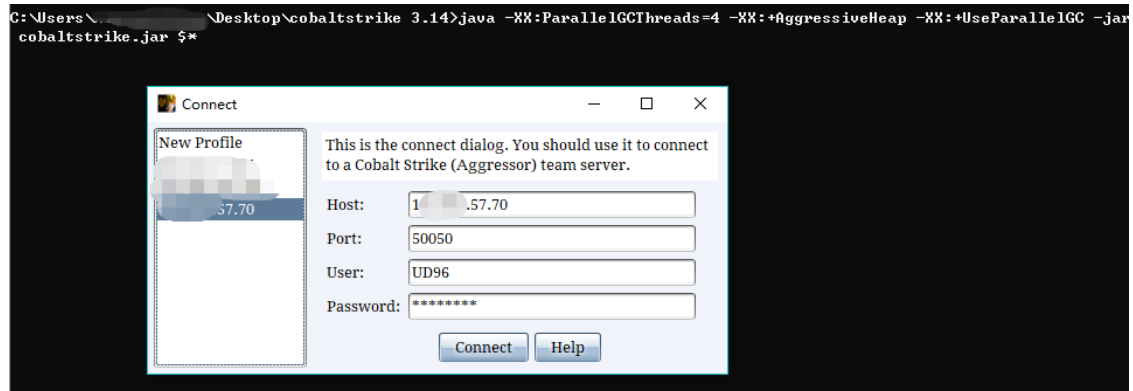 C:\Users\ \Desktop\cobaltstrike 3.14>java -XX:ParallelGCThreads=4 -XX:+AggressiveHeap -XX:+UseParallelGC -jar
cobaltstrike.jar $*
Connect
New Profile
57.70
This is the connect dialog. You should use it to connect
to a Cobalt Strike (Aggressor) team server.
Host: 1 .57.70
Port: 50050
User: UD96
Password: ********
Connect Help